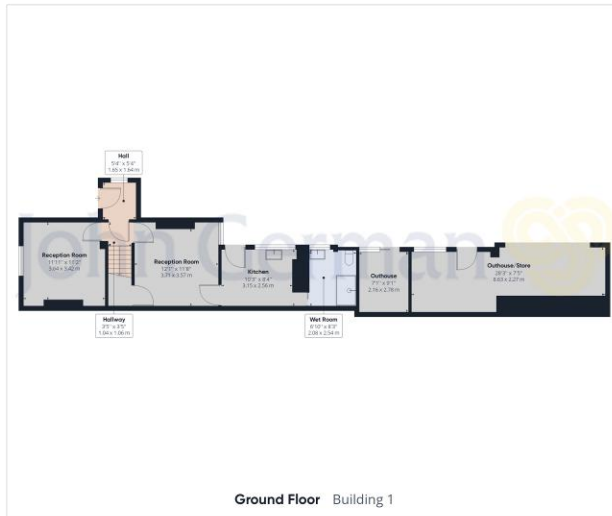 Hall
5'4" x 5'4"
1.65 x 1.64 m
John German
Reception Room
11'11" x 11'2"
3.64 x 3.42 m
Reception Room
12'5" x 11'8"
3.79 x 3.57 m
Kitchen
10'3" x 8'4"
3.15 x 2.56 m
Outhouse
7'1" x 9'1"
2.16 x 2.78 m
Outhouse/Store
28'3" x 7'5"
8.63 x 2.27 m
Hallway
3'5" x 3'5"
1.04 x 1.06 m
Wet Room
6'10" x 8'3"
2.08 x 2.54 m
Ground Floor Building 1